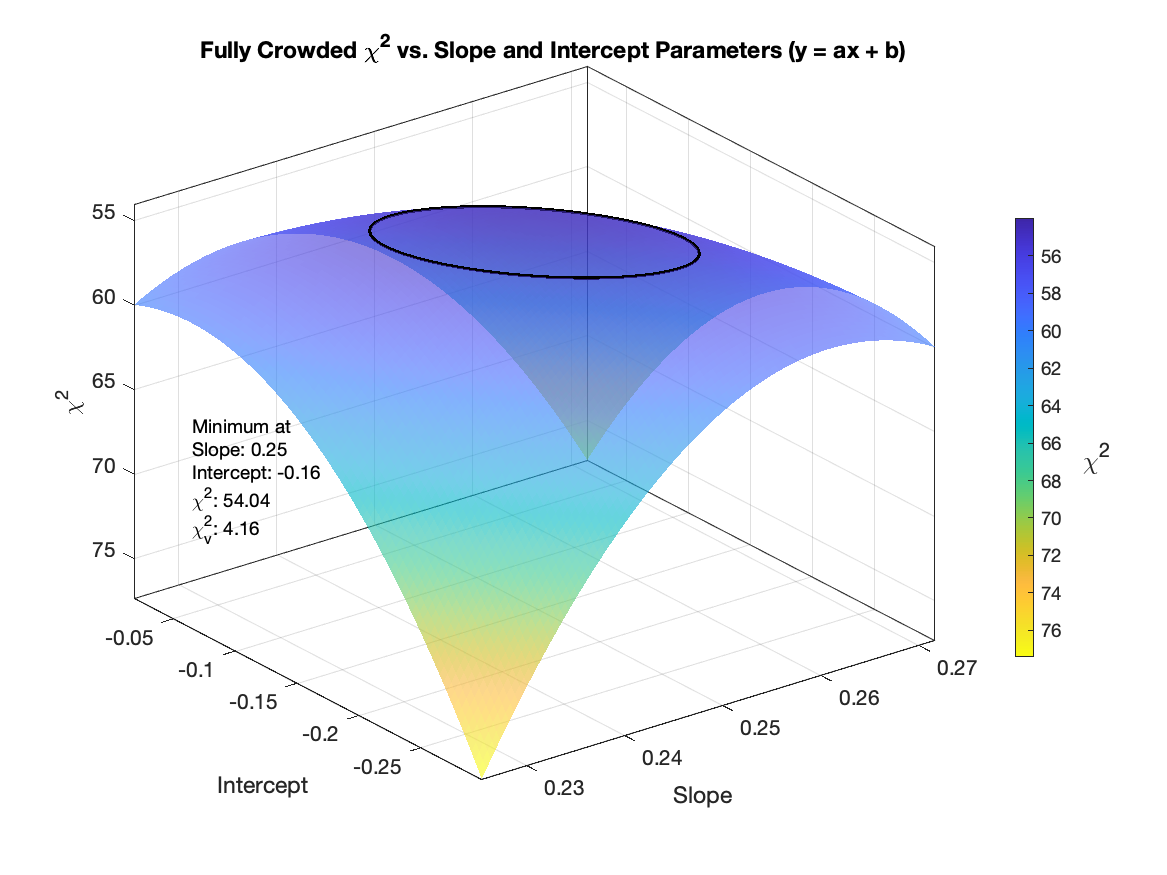 Fully Crowded χ² vs. Slope and Intercept Parameters (y = ax + b)
55
60
65
70
75
χ²
Minimum at
Slope: 0.25
Intercept: -0.16
χ²: 54.04
χ²ᵥ: 4.16
-0.05
-0.1
-0.15
-0.2
-0.25
Intercept
0.23
0.24
0.25
0.26
0.27
Slope
56
58
60
62
64
66
68
70
72
74
76
χ²